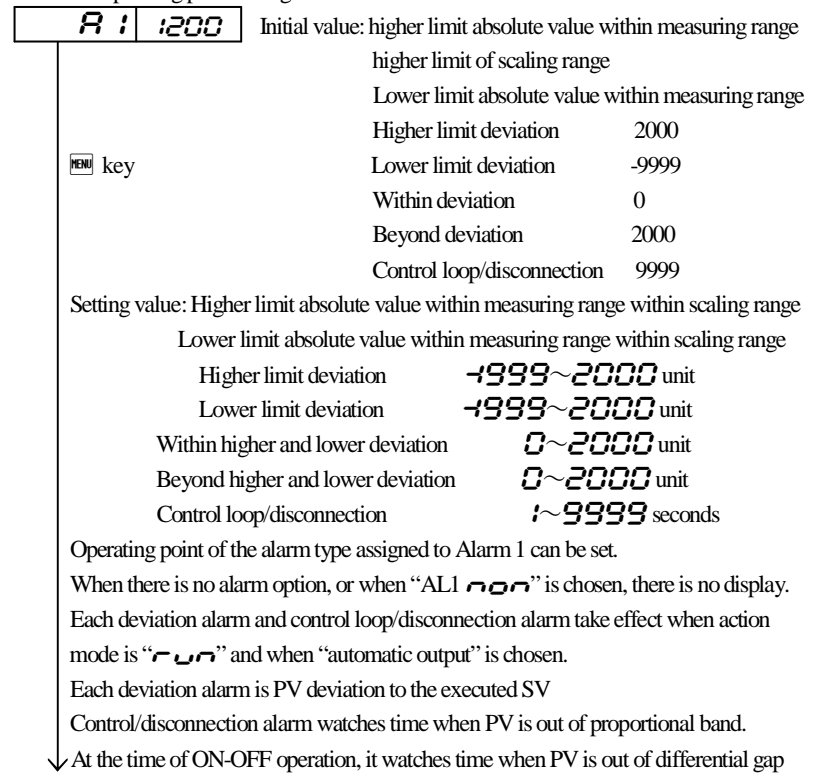 A1 1200 Initial value: higher limit absolute value within measuring range
higher limit of scaling range
Lower limit absolute value within measuring range
Higher limit deviation 2000
MENU key Lower limit deviation -9999
Within deviation 0
Beyond deviation 2000
Control loop/disconnection 9999
Setting value: Higher limit absolute value within measuring range within scaling range
Lower limit absolute value within measuring range within scaling range
Higher limit deviation -1999~2000 unit
Lower limit deviation -1999~2000 unit
Within higher and lower deviation 0~2000 unit
Beyond higher and lower deviation 0~2000 unit
Control loop/disconnection 1~9999 seconds
Operating point of the alarm type assigned to Alarm 1 can be set.
When there is no alarm option, or when “AL1 non” is chosen, there is no display.
Each deviation alarm and control loop/disconnection alarm take effect when action
mode is “run” and when “automatic output” is chosen.
Each deviation alarm is PV deviation to the executed SV
Control/disconnection alarm watches time when PV is out of proportional band.
At the time of ON-OFF operation, it watches time when PV is out of differential gap